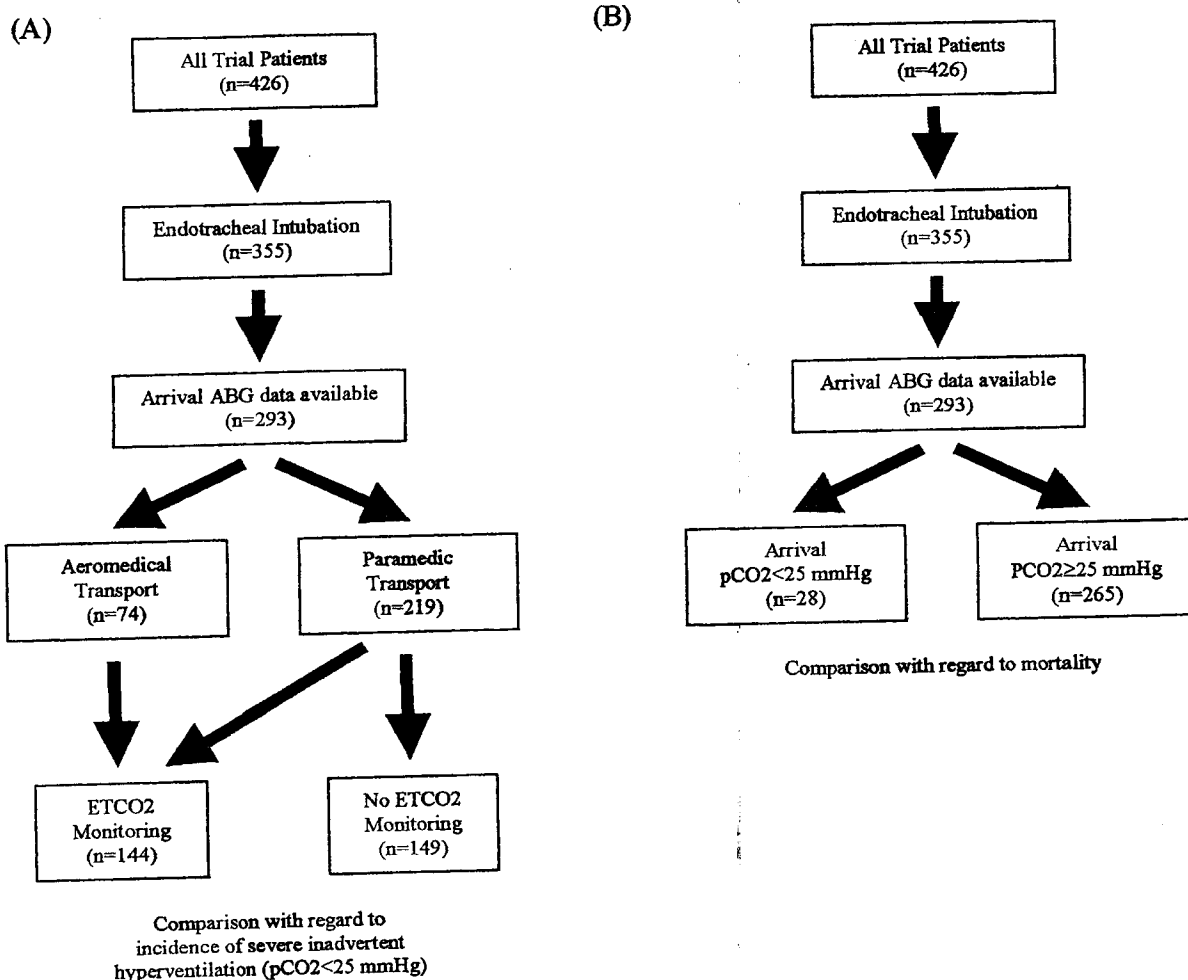 (A)
All Trial Patients
(n=426)
Endotracheal Intubation
(n=355)
Arrival ABG data available
(n=293)
Aeromedical
Transport
(n=74)
Paramedic
Transport
(n=219)
ETCO2
Monitoring
(n=144)
No ETCO2
Monitoring
(n=149)
Comparison with regard to
incidence of severe inadvertent
hyperventilation (pCO2<25 mmHg)
(B)
All Trial Patients
(n=426)
Endotracheal Intubation
(n=355)
Arrival ABG data available
(n=293)
Arrival
pCO2<25 mmHg
(n=28)
Arrival
PCO2≥25 mmHg
(n=265)
Comparison with regard to mortality